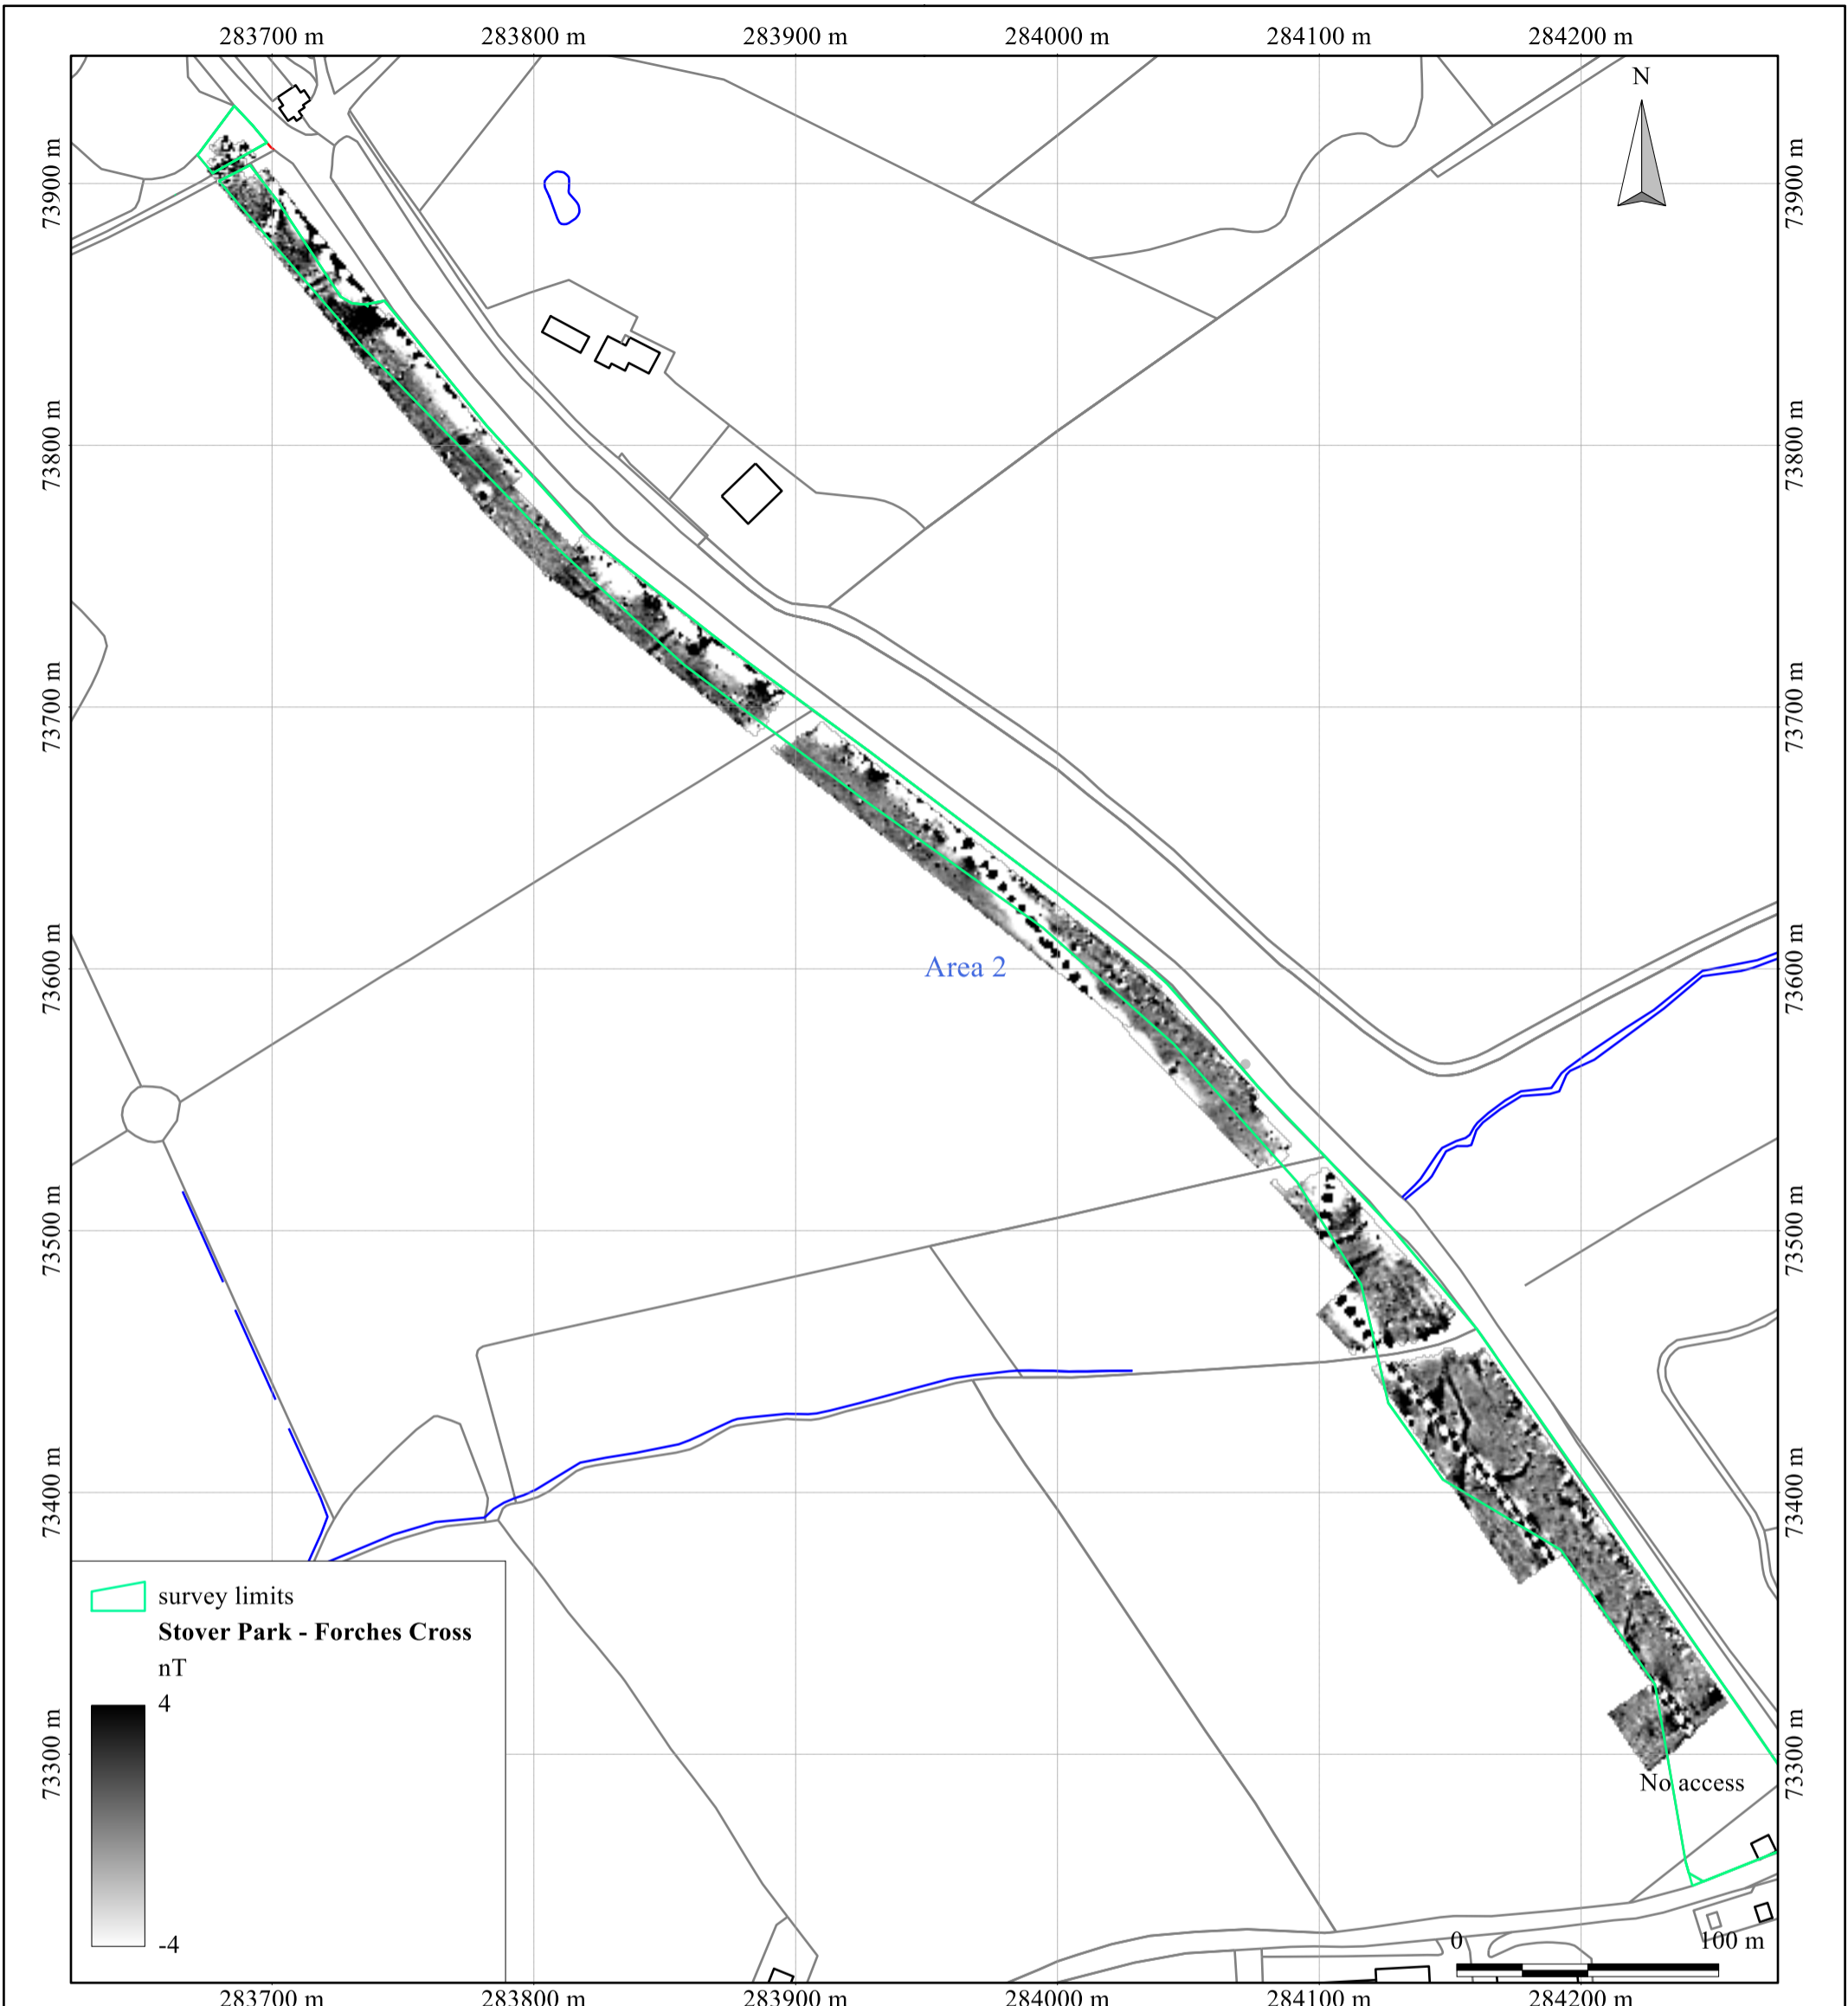 283700 m 283800 m 283900 m 284000 m 284100 m 284200 m
N
73900 m 73900 m
73800 m 73800 m
73700 m 73700 m
Area 2
73600 m 73600 m
73500 m 73500 m
73400 m 73400 m
survey limits
Stover Park - Forches Cross
nT
4
-4
73300 m 73300 m
No access
0 100 m
283700 m 283800 m 283900 m 284000 m 284100 m 284200 m